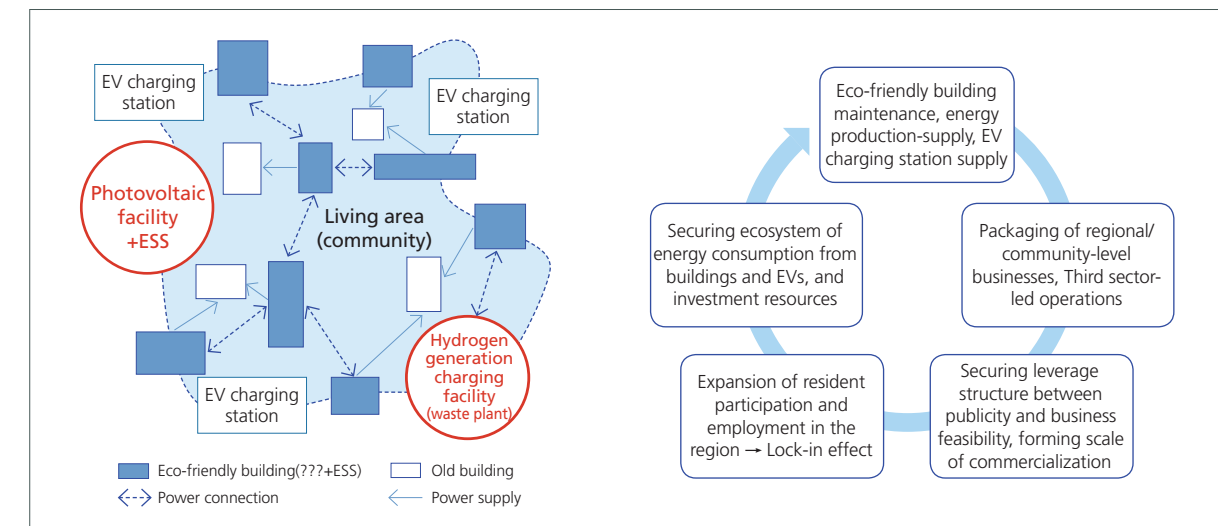 EV charging
station
EV charging
station
Photovoltaic
facility
+ESS
Living area
(community)
Hydrogen
generation
charging
facility
(waste plant)
EV charging
station
Eco-friendly building(???+ESS)
Old building
Power connection
Power supply
Eco-friendly building
maintenance, energy
production-supply, EV
charging station supply
Packaging of regional/
community-level
businesses, Third sector-
led operations
Securing leverage
structure between
publicity and business
feasibility, forming scale
of commercialization
Expansion of resident
participation and
employment in the
region → Lock-in effect
Securing ecosystem of
energy consumption from
buildings and EVs, and
investment resources